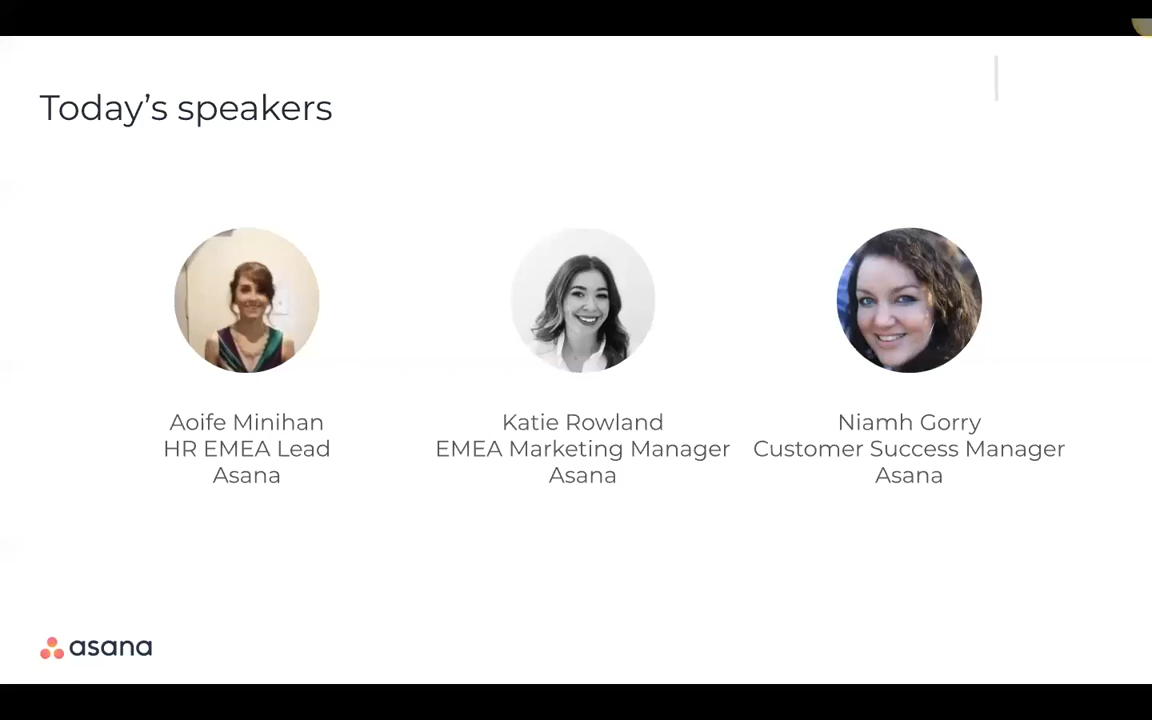 Today's speakers
Aoife Minihan
HR EMEA Lead
Asana
Katie Rowland
EMEA Marketing Manager
Asana
Niamh Gorry
Customer Success Manager
Asana
asana